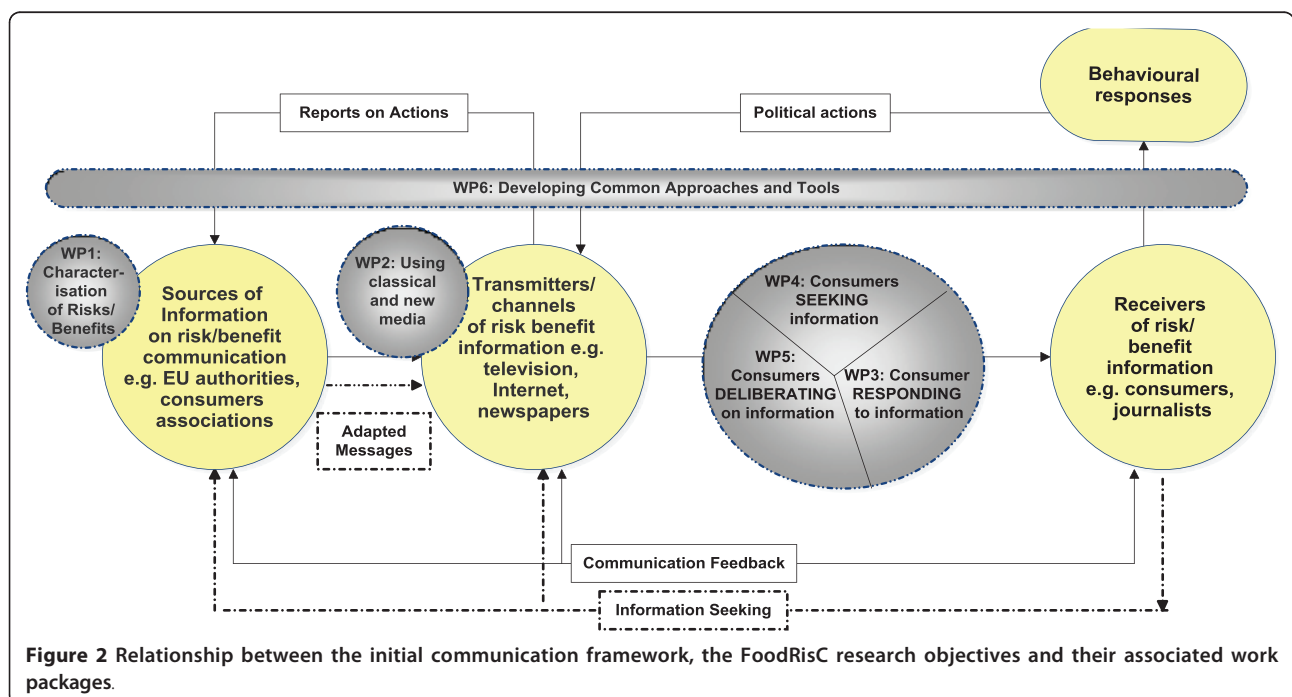 Behavioural
responses
Reports on Actions
Political actions
WP6: Developing Common Approaches and Tools
WP1:
Character-
isation
of Risks/
Benefits
Sources of
Information
on risk/benefit
communication
e.g. EU authorities,
consumers
associations
WP2: Using
classical
and new
media
Transmitters/
channels
of risk benefit
information e.g.
television,
Internet,
newspapers
WP4: Consumers
SEEKING
information
WP5:
Consumers
DELIBERATING
on information
WP3: Consumer
RESPONDING
to information
Receivers
of risk/
benefit
information
e.g. consumers,
journalists
Adapted
Messages
Communication Feedback
Information Seeking
Figure 2 Relationship between the initial communication framework, the FoodRisC research objectives and their associated work
packages.